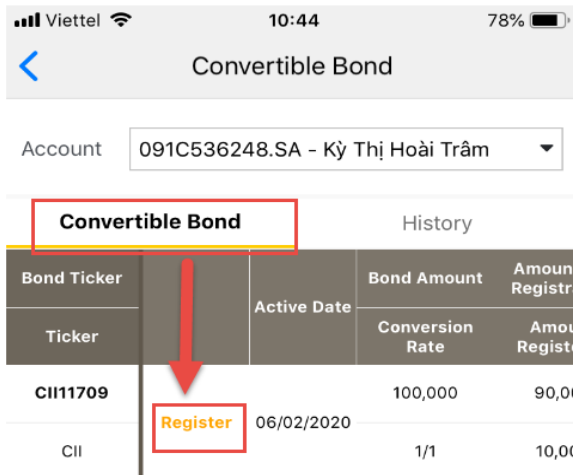 Viettel 10:44 78%
Convertible Bond
Account 091C536248.SA - Kỳ Thị Hoài Trâm
Convertible Bond History
Bond Ticker Bond Amount
Active Date
Ticker Conversion Rate
CII11709 100,000
Register 06/02/2020
CII 1/1